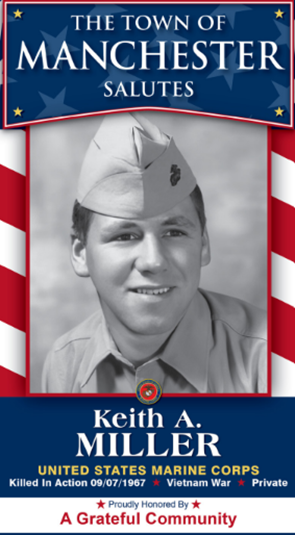 THE TOWN OF
MANCHESTER
SALUTES
Keith A.
MILLER
UNITED STATES MARINE CORPS
Killed In Action 09/07/1967 ★ Vietnam War ★ Private
★ Proudly Honored By ★
A Grateful Community